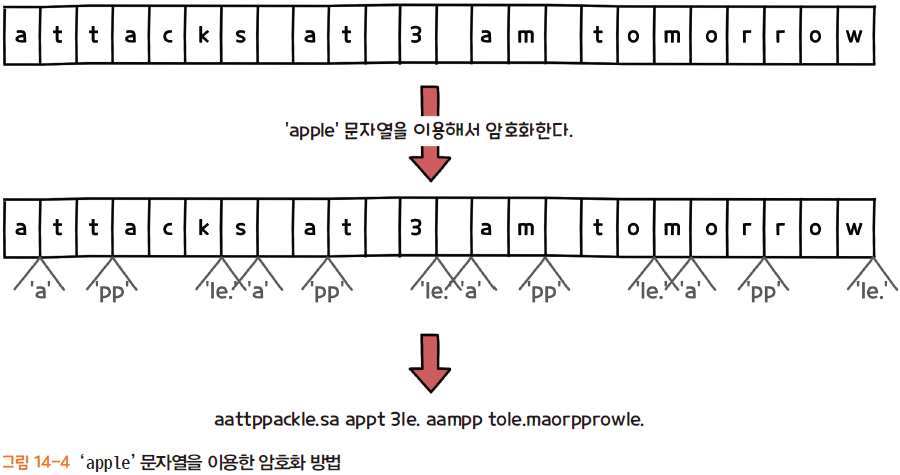 a t t a c k s a t 3 a m t o m o r r o w
'apple' 문자열을 이용해서 암호화한다.
a t t a c k s a t 3 a m t o m o r r o w
'a' 'pp' 'le.' 'a' 'pp' 'le.' 'a' 'pp' 'le.' 'a' 'pp' 'le.'
aattppackle.sa appt 3le. aampp tole.maorpprowle.
그림 14-4 ‘apple’ 문자열을 이용한 암호화 방법